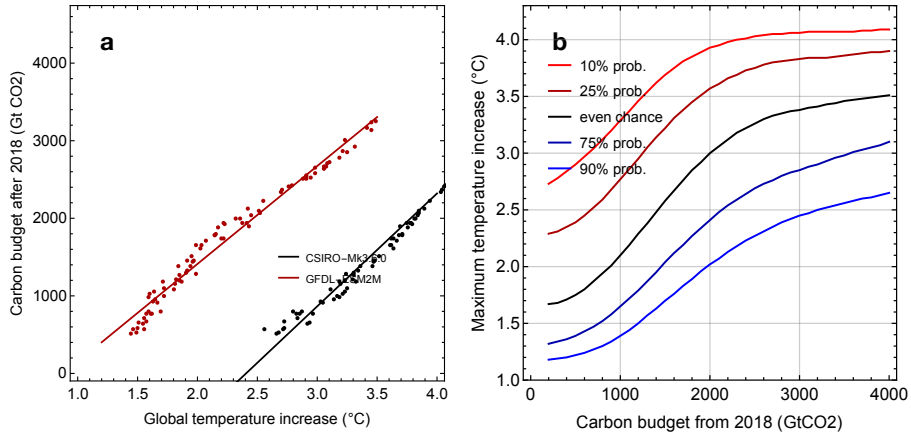 a
4000
3000
2000
1000
0
Carbon budget after 2018 (Gt CO2)
CSIRO-Mk3.6.0
1.0
1.5
2.0
2.5
3.0
3.5
4.0
Global temperature increase (°C)
b
4.0
3.5
3.0
2.5
2.0
1.5
1.0
Maximum temperature increase (°C)
10% prob.
25% prob.
even chance
75% prob.
90% prob.
0
1000
2000
3000
4000
Carbon budget from 2018 (GtCO2)